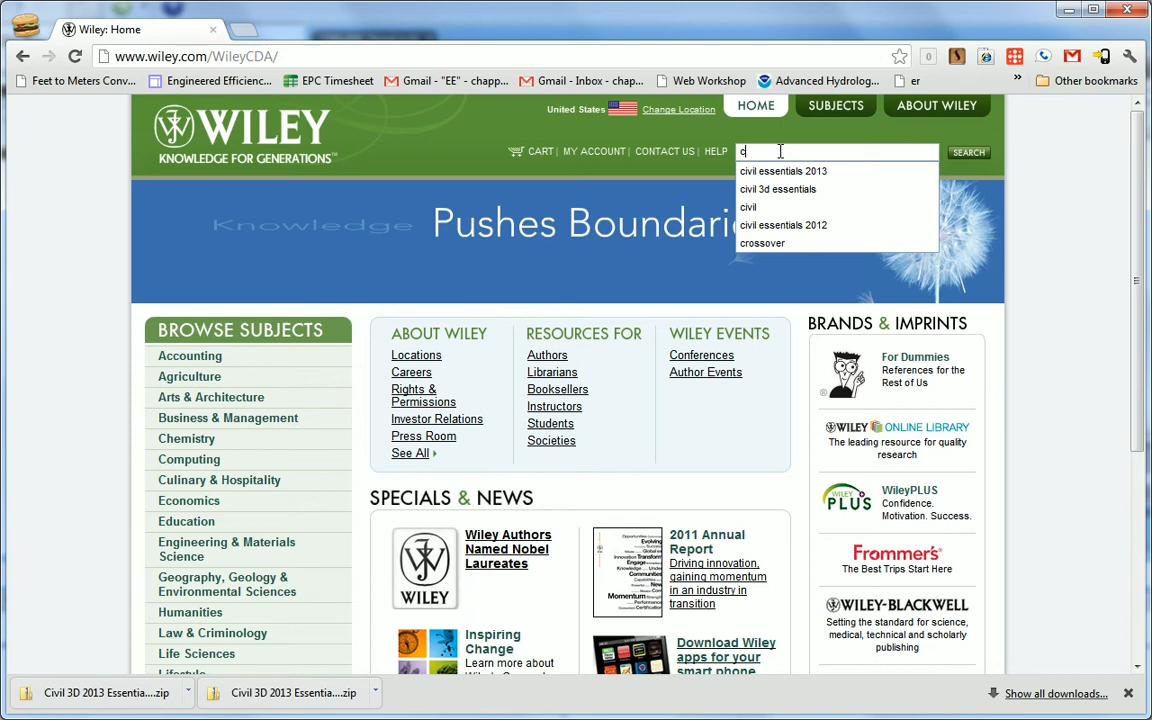 Wiley: Home
www.wiley.com/WileyCDA/
0
Feet to Meters Conv...
Engineered Efficienc...
EPC Timesheet
Gmail - "EE" - chapp...
Gmail - Inbox - chap...
Web Workshop
Advanced Hydrolog...
er
»
Other bookmarks
WILEY
KNOWLEDGE FOR GENERATIONS™
United States
Change Location
HOME
SUBJECTS
ABOUT WILEY
CART | MY ACCOUNT | CONTACT US | HELP
c
SEARCH
civil essentials 2013
civil 3d essentials
civil
civil essentials 2012
crossover
Knowledge
Pushes Boundarie
BROWSE SUBJECTS
Accounting
Agriculture
Arts & Architecture
Business & Management
Chemistry
Computing
Culinary & Hospitality
Economics
Education
Engineering & Materials
Science
Geography, Geology &
Environmental Sciences
Humanities
Law & Criminology
Life Sciences
Lifestyle
ABOUT WILEY
Locations
Careers
Rights &
Permissions
Investor Relations
Press Room
See All
RESOURCES FOR
Authors
Librarians
Booksellers
Instructors
Students
Societies
WILEY EVENTS
Conferences
Author Events
SPECIALS & NEWS
WILEY
Wiley Authors
Named Nobel
Laureates
2011 Annual
Report
Driving innovation,
gaining momentum
in an industry in
transition
Inspiring
Change
Learn more about
Download Wiley
apps for your
smart phone
BRANDS & IMPRINTS
For Dummies
References for the
Rest of Us
WILEY ONLINE LIBRARY
The leading resource for quality
research
WILEY
PLUS
WileyPLUS
Confidence.
Motivation. Success.
Frommer's®
The Best Trips Start Here
WILEY-BLACKWELL
Setting the standard for science,
medical, technical and scholarly
publishing
Civil 3D 2013 Essentia....zip
Civil 3D 2013 Essentia....zip
Show all downloads...